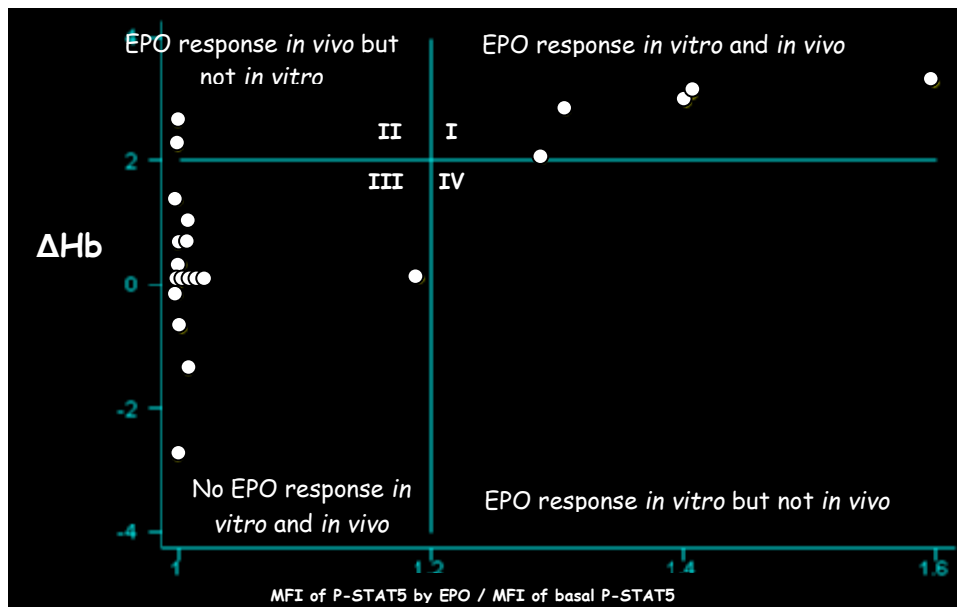 4
EPO response in vivo but
not in vitro
EPO response in vitro and in vivo
II I
2
III IV
ΔHb
0
-2
No EPO response in
vitro and in vivo
EPO response in vitro but not in vivo
-4
1 1.2 1.4 1.6
MFI of P-STAT5 by EPO / MFI of basal P-STAT5